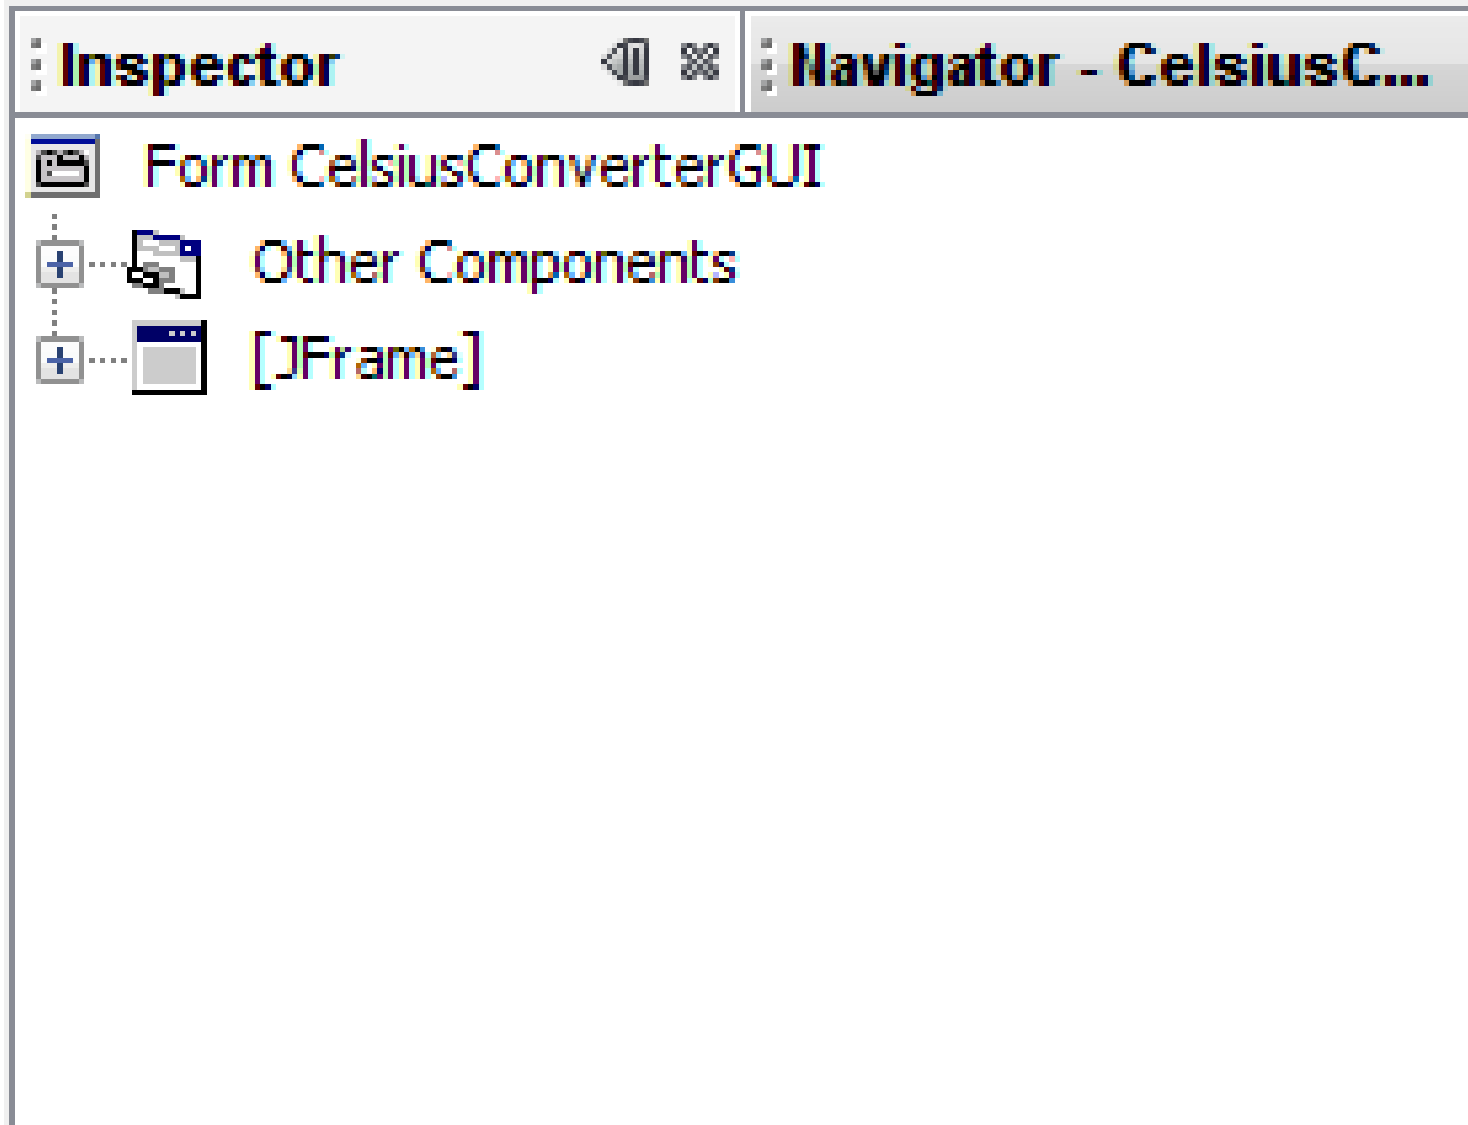 Inspector
Navigator - CelsiusC...
Form CelsiusConverterGUI
Other Components
[JFrame]